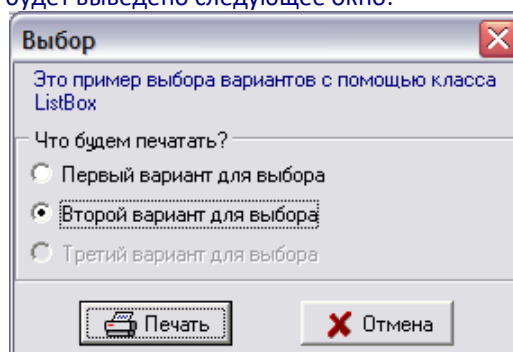 будет выведено следующее окно:
Выбор
Это пример выбора вариантов с помощью класса
ListBox
Что будем печатать?
Первый вариант для выбора
Второй вариант для выбора
Третий вариант для выбора
Печать
Отмена